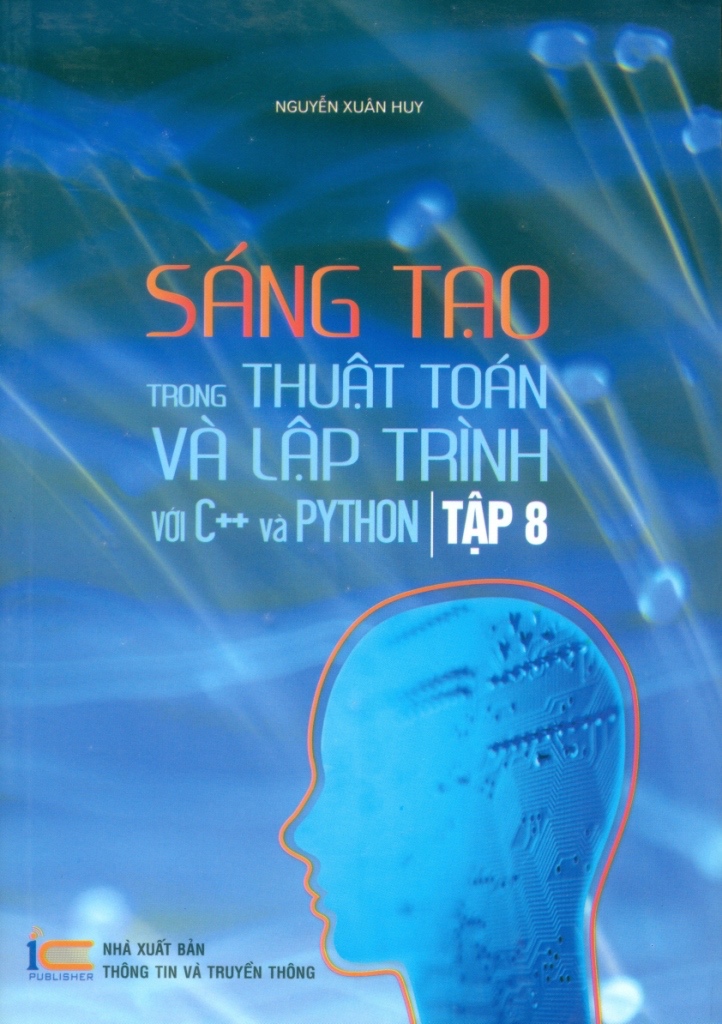 NGUYỄN XUÂN HUY
SÁNG TẠO
TRONG THUẬT TOÁN
VÀ LẬP TRÌNH
VỚI C++ và PYTHON | TẬP 8
iC
PUBLISHER
NHÀ XUẤT BẢN
THÔNG TIN VÀ TRUYỀN THÔNG